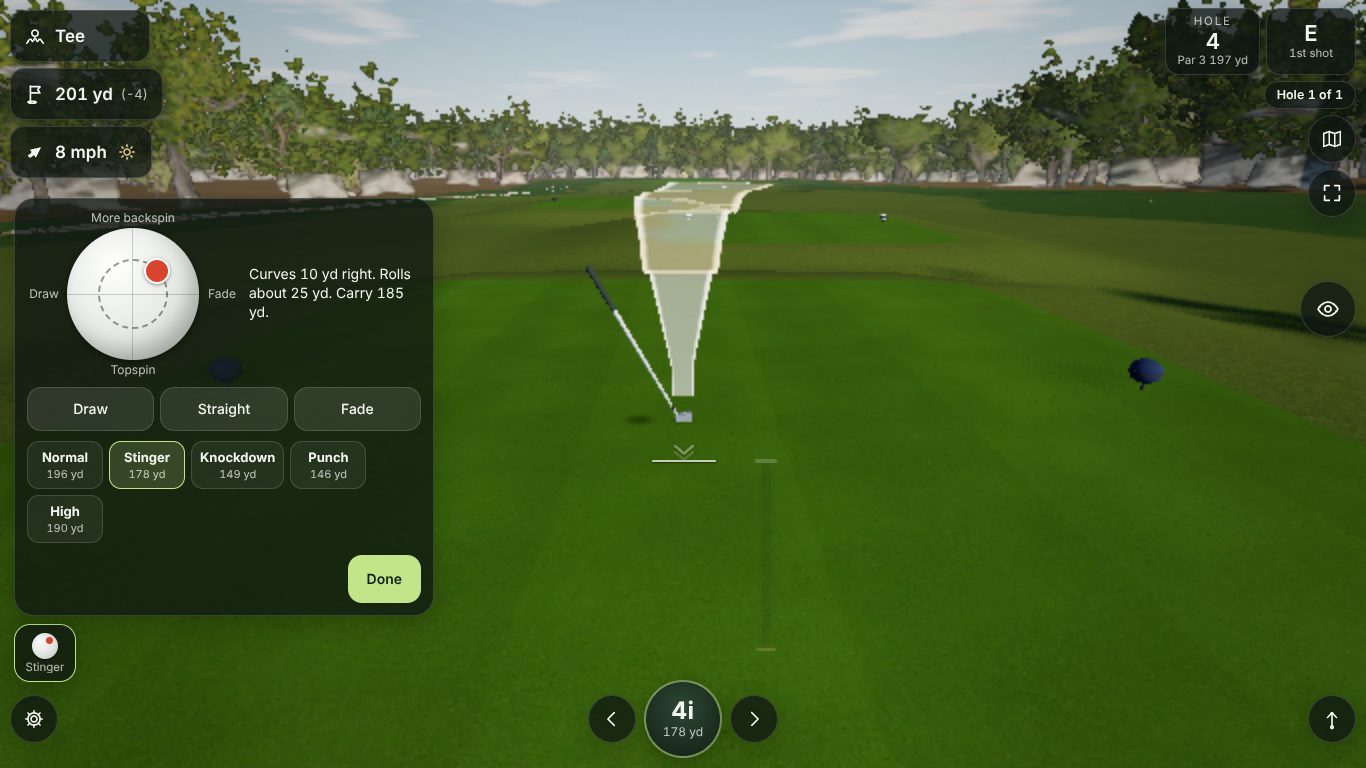 Tee
201 yd (-4)
8 mph
HOLE
4
Par 3 197 yd
E
1st shot
Hole 1 of 1
More backspin
Draw
Fade
Topspin
Curves 10 yd right. Rolls
about 25 yd. Carry 185
yd.
Draw
Straight
Fade
Normal
196 yd
Stinger
178 yd
Knockdown
149 yd
Punch
146 yd
High
190 yd
Done
Stinger
4i
178 yd